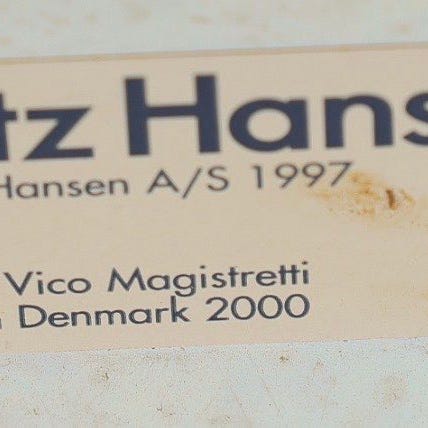 tz Hans
Hansen A/S 1997
Vico Magistretti
Denmark 2000